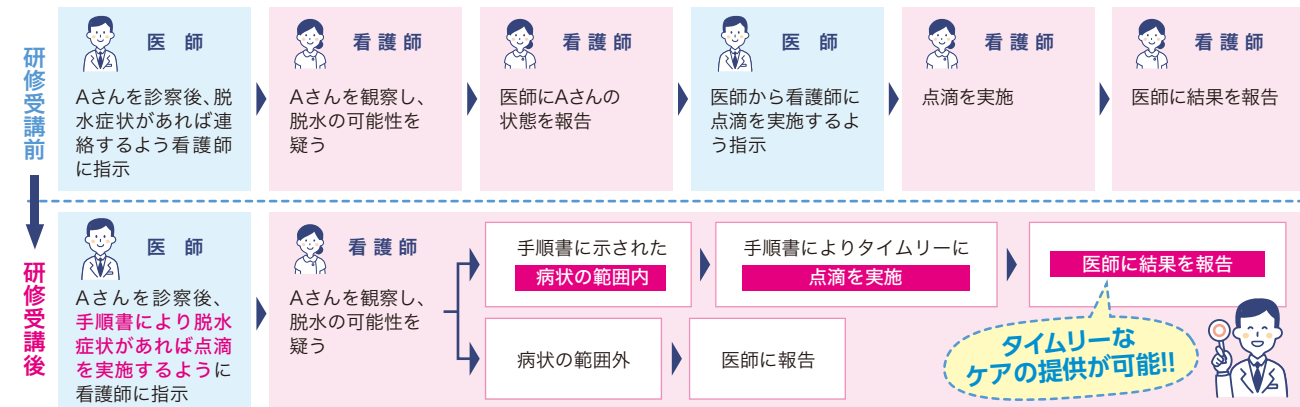 研修受講前
医師
Aさんを診察後、脱
水症状があれば連
絡するよう看護師
に指示
看護師
Aさんを観察し、
脱水の可能性を
疑う
看護師
医師にAさんの
状態を報告
医師
医師から看護師に
点滴を実施するよ
う指示
看護師
点滴を実施
看護師
医師に結果を報告
研修受講後
医師
Aさんを診察後、
手順書により脱水
症状があれば点滴
を実施するように
看護師に指示
看護師
Aさんを観察し、
脱水の可能性を
疑う
手順書に示された
病状の範囲内
手順書によりタイムリーに
点滴を実施
医師に結果を報告
病状の範囲外
医師に報告
タイムリーな
ケアの提供が可能!!